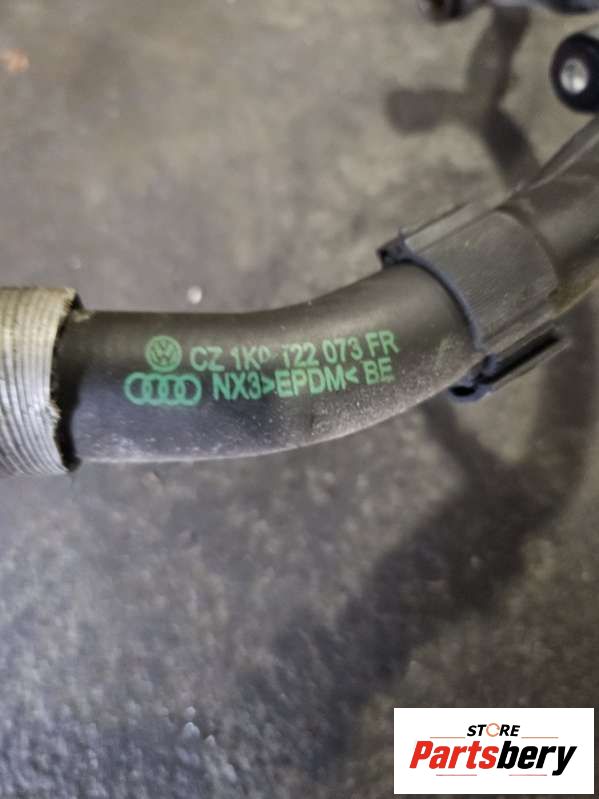 CZ 1K0 122 073 FR
NX3>EPDM< BE
STORE
Partsbery